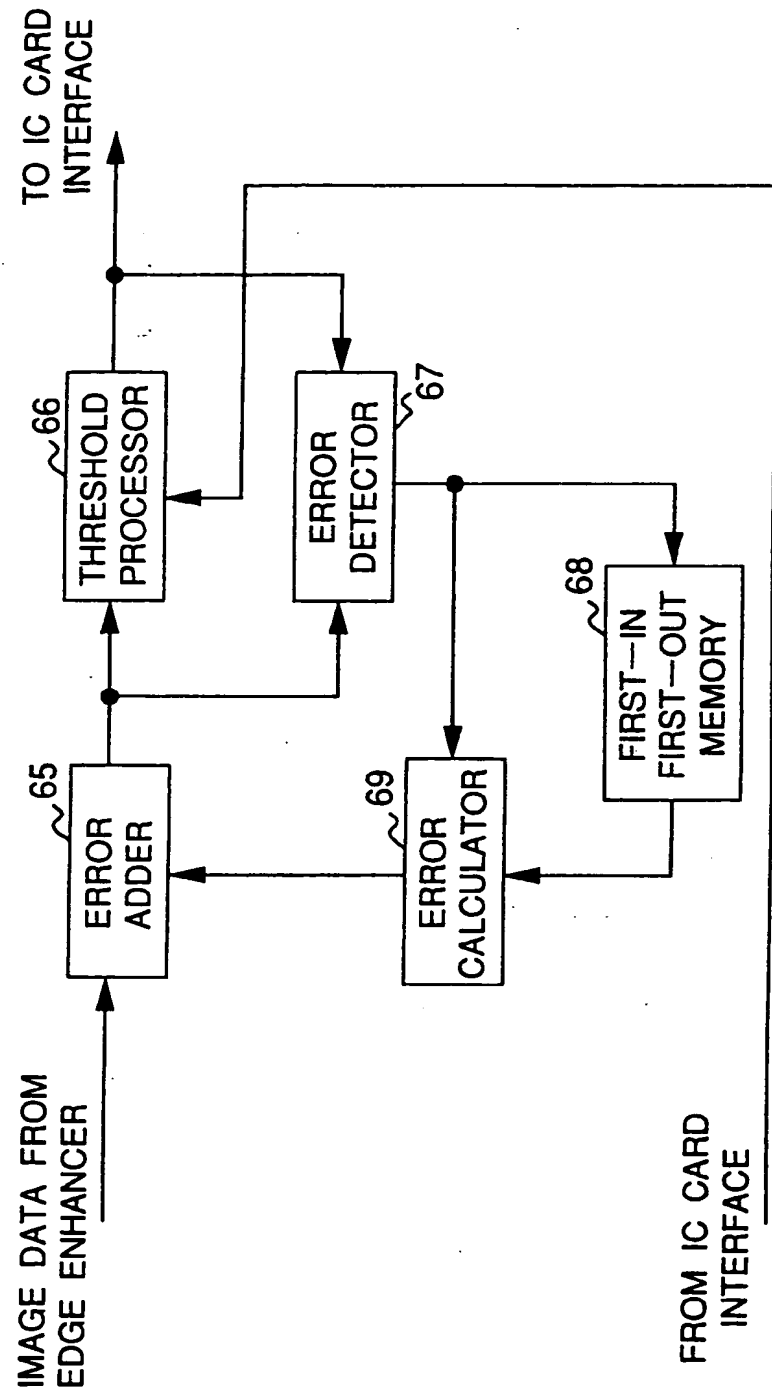 IMAGE DATA FROM
EDGE ENHANCER
65
ERROR
ADDER
66
THRESHOLD
PROCESSOR
TO IC CARD
INTERFACE
67
ERROR
DETECTOR
69
ERROR
CALCULATOR
68
FIRST—IN
FIRST—OUT
MEMORY
FROM IC CARD
INTERFACE